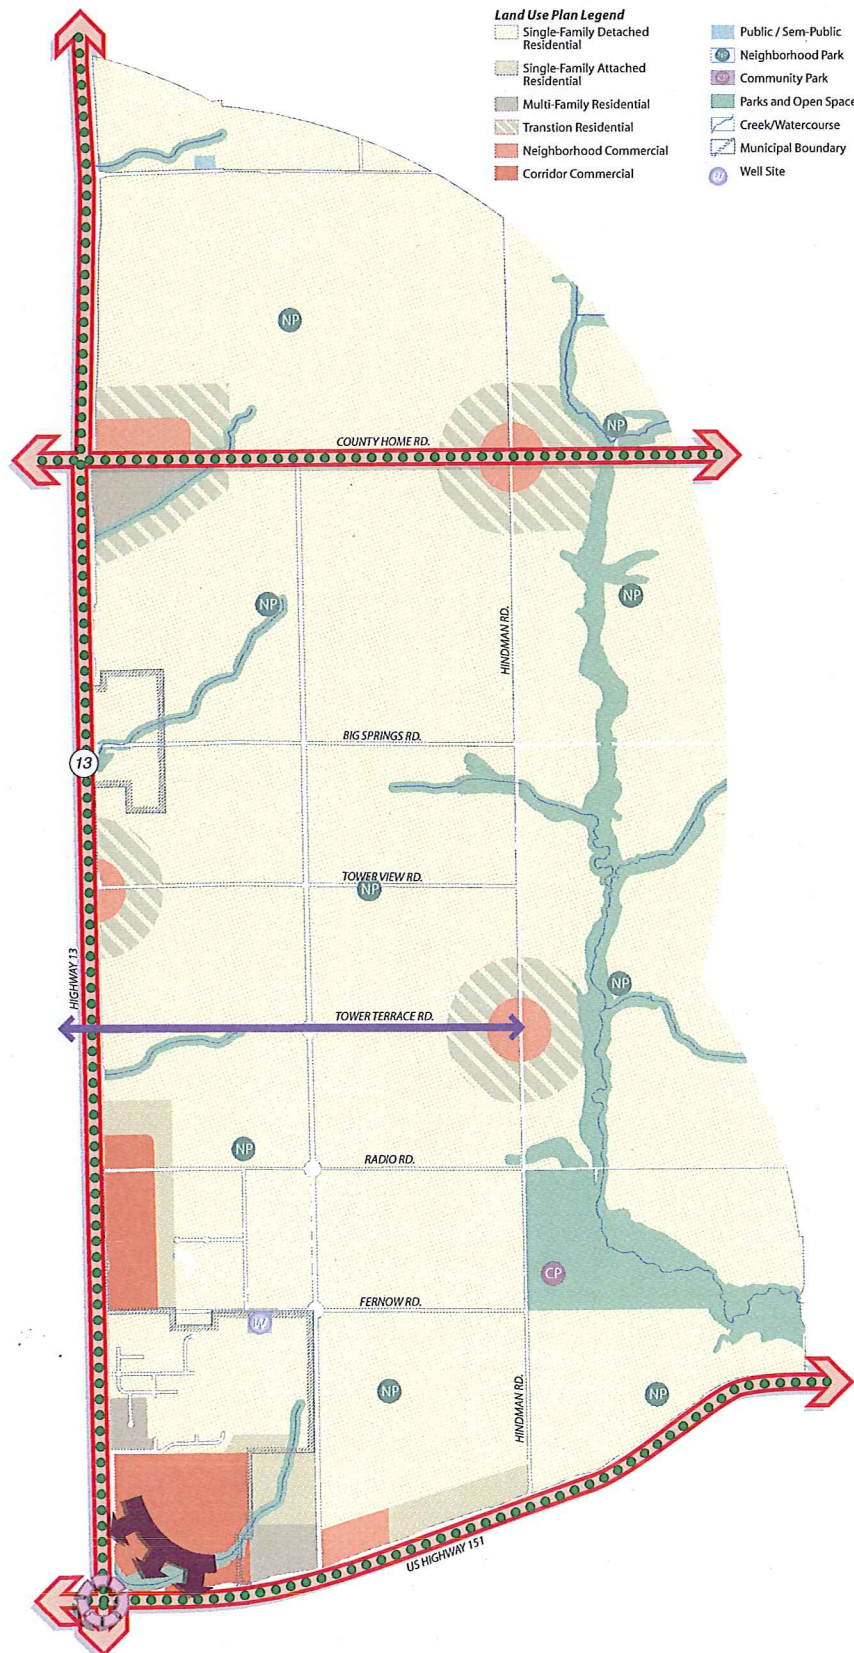 Land Use Plan Legend
Single-Family Detached
Residential
Single-Family Attached
Residential
Multi-Family Residential
Transtion Residential
Neighborhood Commercial
Corridor Commercial
Public / Sem-Public
NP Neighborhood Park
CP Community Park
Parks and Open Space
Creek/Watercourse
Municipal Boundary
W Well Site
NP
NP
COUNTY HOME RD.
NP
NP
HINDMAN RD.
BIG SPRINGS RD.
13
TOWER VIEW RD.
NP
HIGHWAY 13
NP
TOWER TERRACE RD.
NP
RADIO RD.
CP
FERNOW RD.
W
NP
NP
HINDMAN RD.
US HIGHWAY 151